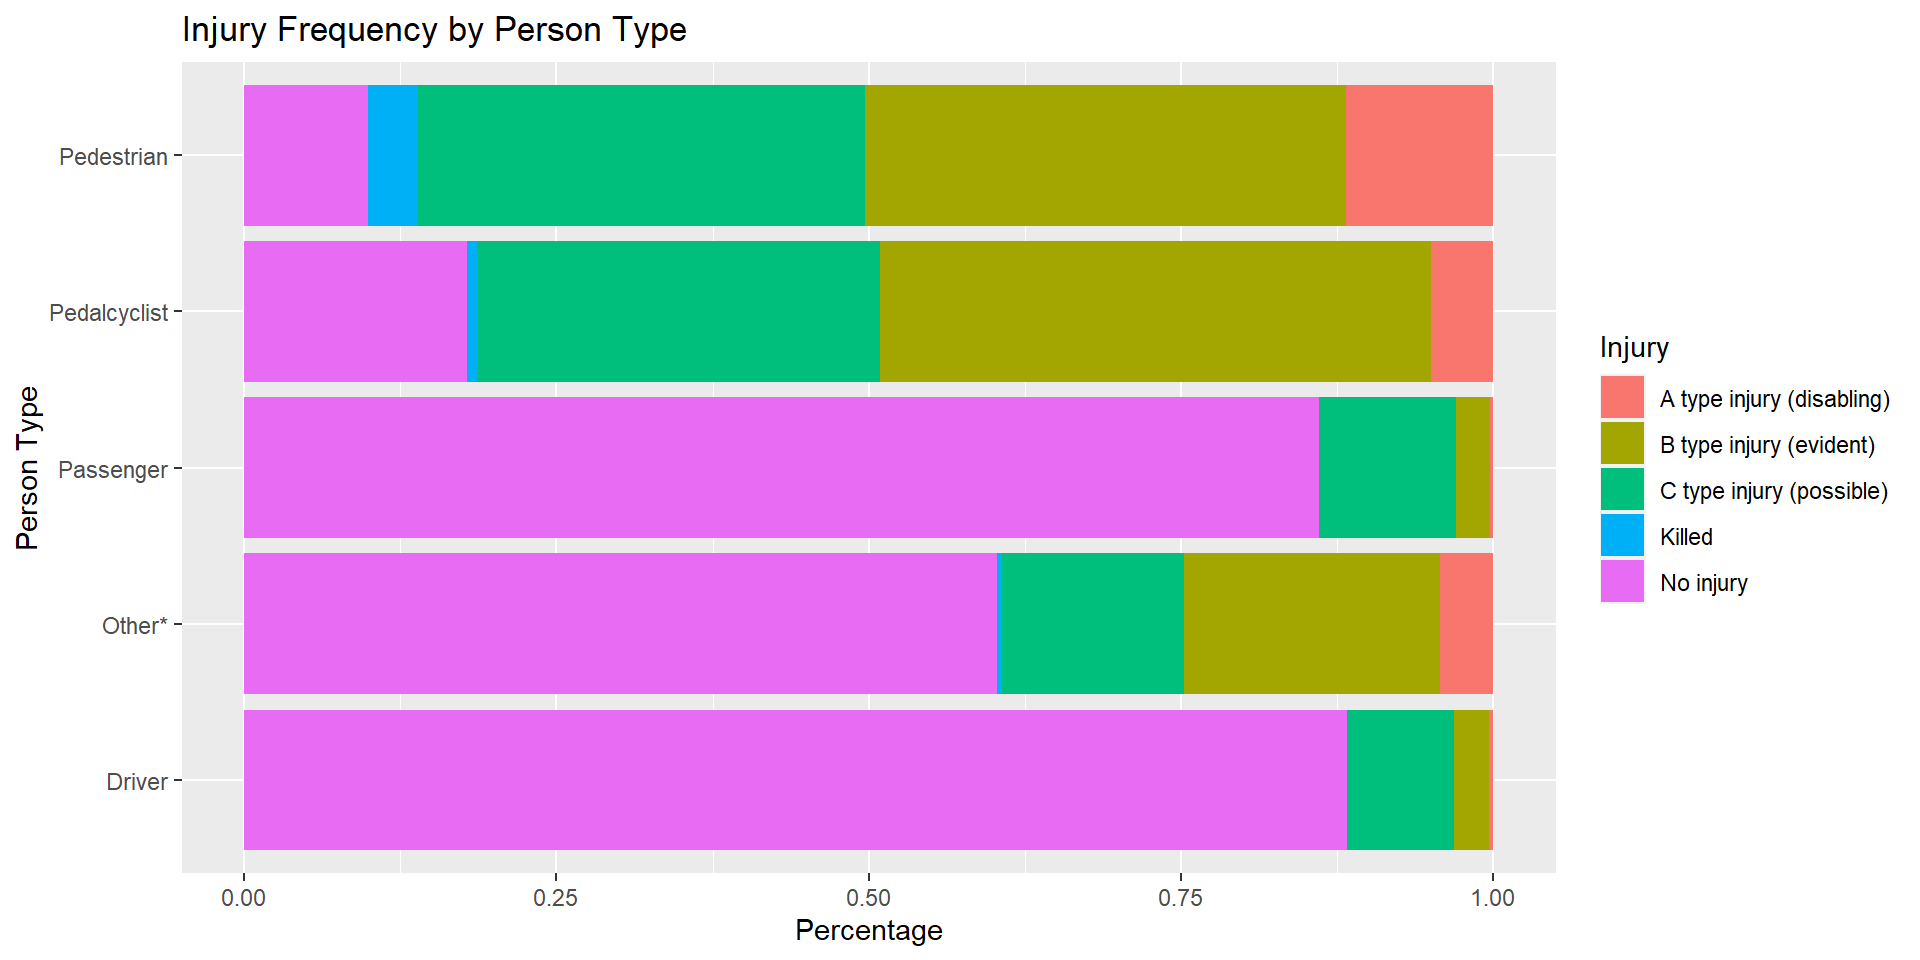 Injury Frequency by Person Type
Person Type
Pedestrian
Pedalcyclist
Passenger
Other*
Driver
0.00
0.25
0.50
0.75
1.00
Percentage
Injury
A type injury (disabling)
B type injury (evident)
C type injury (possible)
Killed
No injury